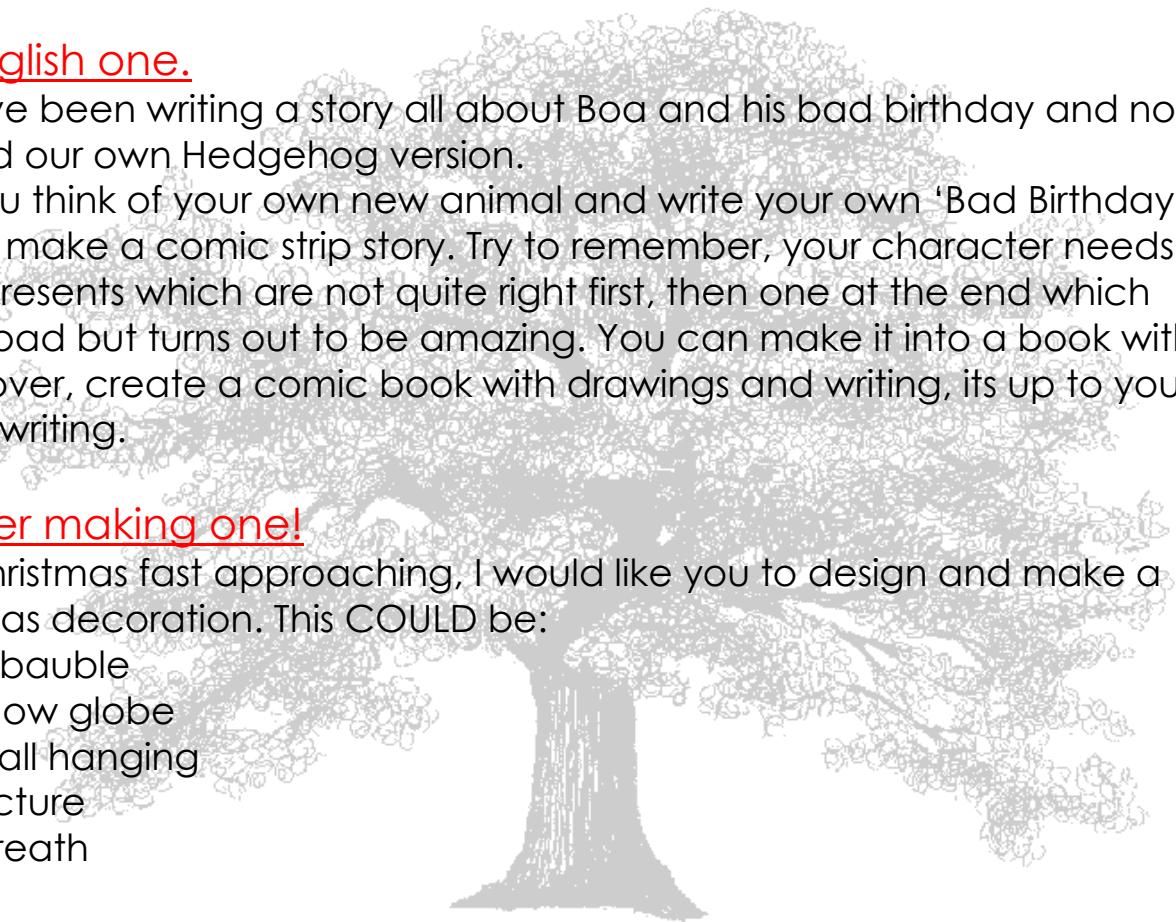 glish one.
ve been writing a story all about Boa and his bad birthday and no
d our own Hedgehog version.
u think of your own new animal and write your own ‘Bad Birthday
make a comic strip story. Try to remember, your character needs
resents which are not quite right first, then one at the end which
bad but turns out to be amazing. You can make it into a book wit
over, create a comic book with drawings and writing, its up to you
writing.
er making one!
hristmas fast approaching, I would like you to design and make a
as decoration. This COULD be:
bauble
ow globe
all hanging
cture
reath